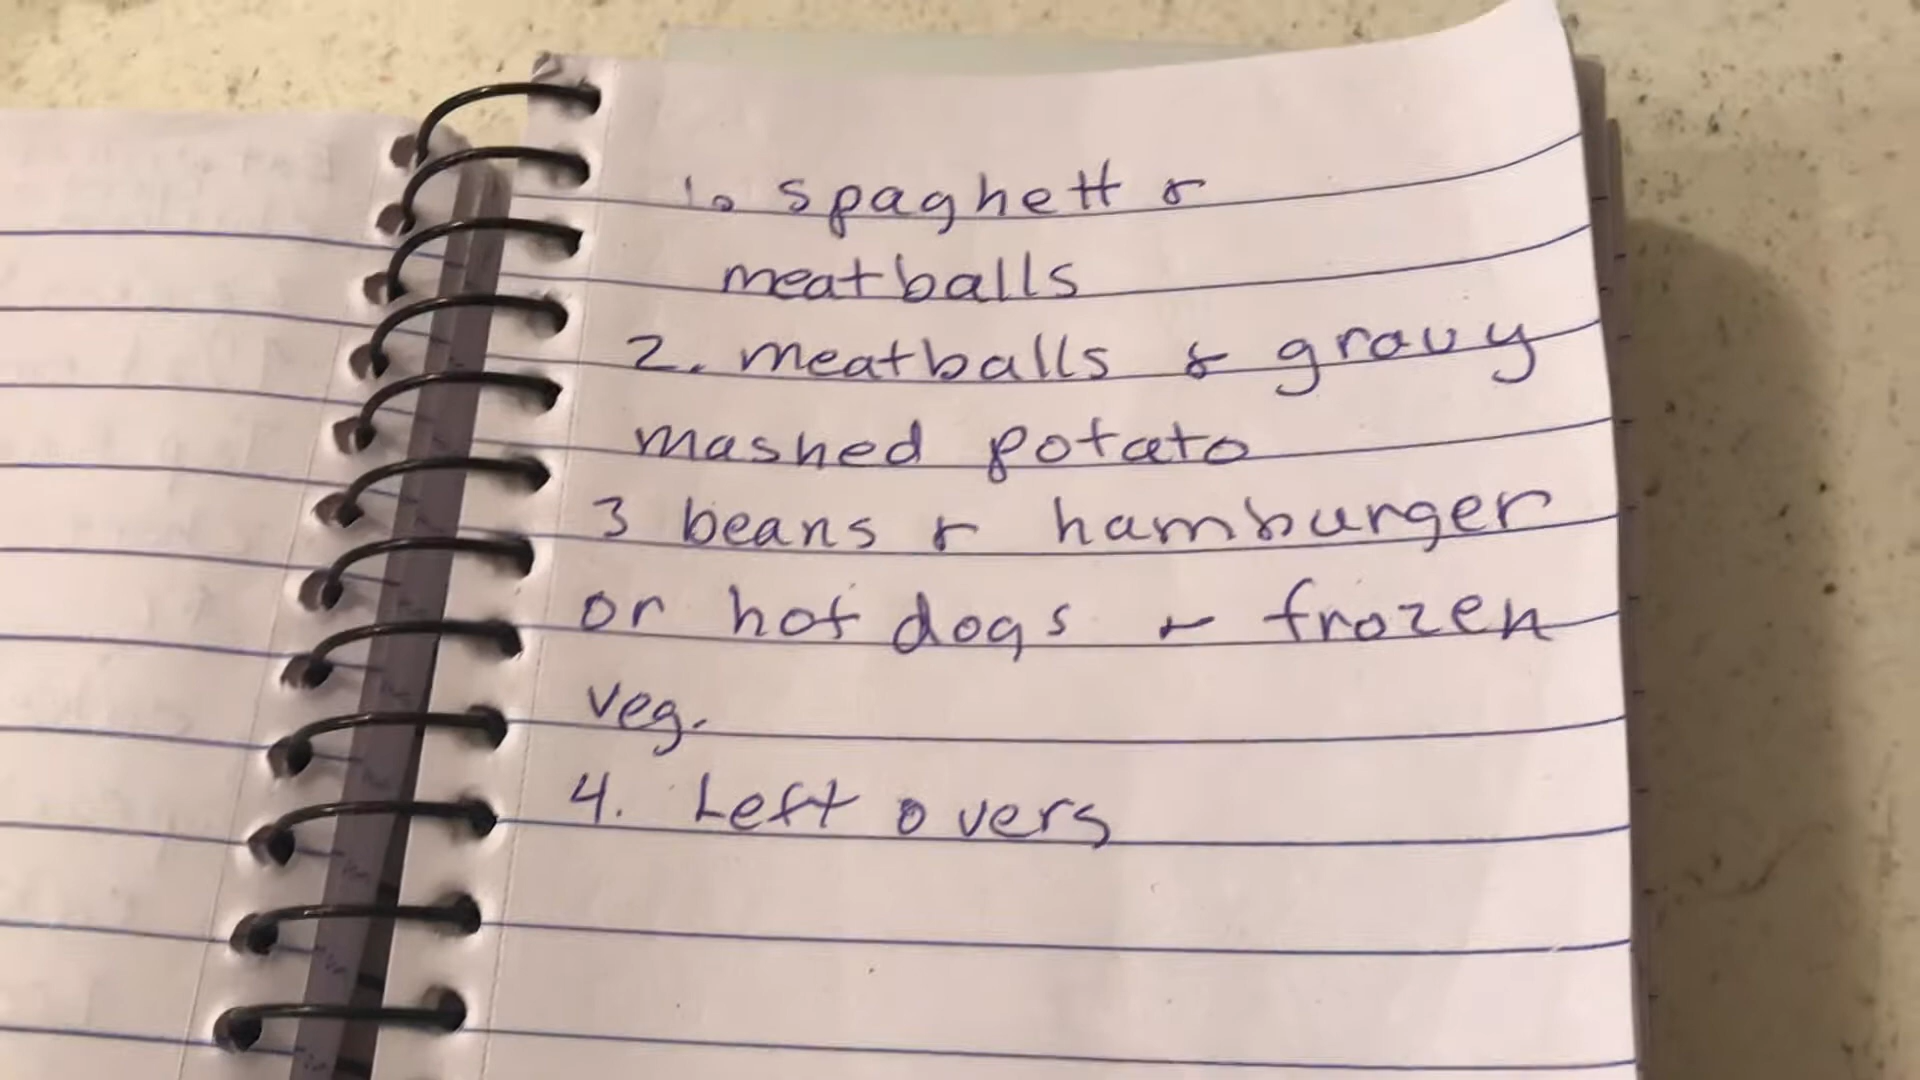 1. spaghett &
meatballs
2. meatballs & gravy
mashed potato
3 beans & hamburger
or hot dogs & frozen
veg.
4. Left overs